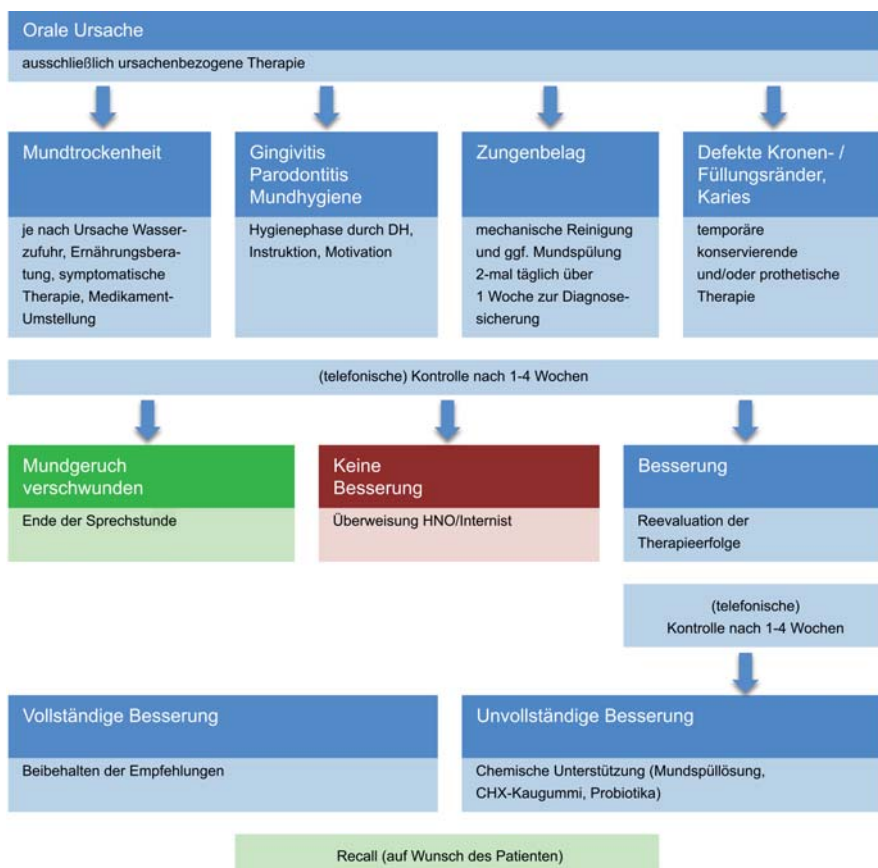 Orale Ursache
ausschließlich ursachenbezogene Therapie
Mundtrockenheit
je nach Ursache Wasser-
zufuhr, Ernährungsbera-
tung, symptomatische
Therapie, Medikament-
Umstellung
Gingivitis
Parodontitis
Mundhygiene
Hygienephase durch DH,
Instruktion, Motivation
Zungenbelag
mechanische Reinigung
und ggf. Mundspülung
2-mal täglich über
1 Woche zur Diagnose-
sicherung
Defekte Kronen- /
Füllungsränder,
Karies
temporäre
konservierende
und/oder prothetische
Therapie
(telefonische) Kontrolle nach 1-4 Wochen
Mundgeruch
verschwunden
Ende der Sprechstunde
Keine
Besserung
Überweisung HNO/Internist
Besserung
Reevaluation der
Therapieerfolge
(telefonische)
Kontrolle nach 1-4 Wochen
Vollständige Besserung
Beibehalten der Empfehlungen
Unvollständige Besserung
Chemische Unterstützung (Mundspüllösung,
CHX-Kaugummi, Probiotika)
Recall (auf Wunsch des Patienten)